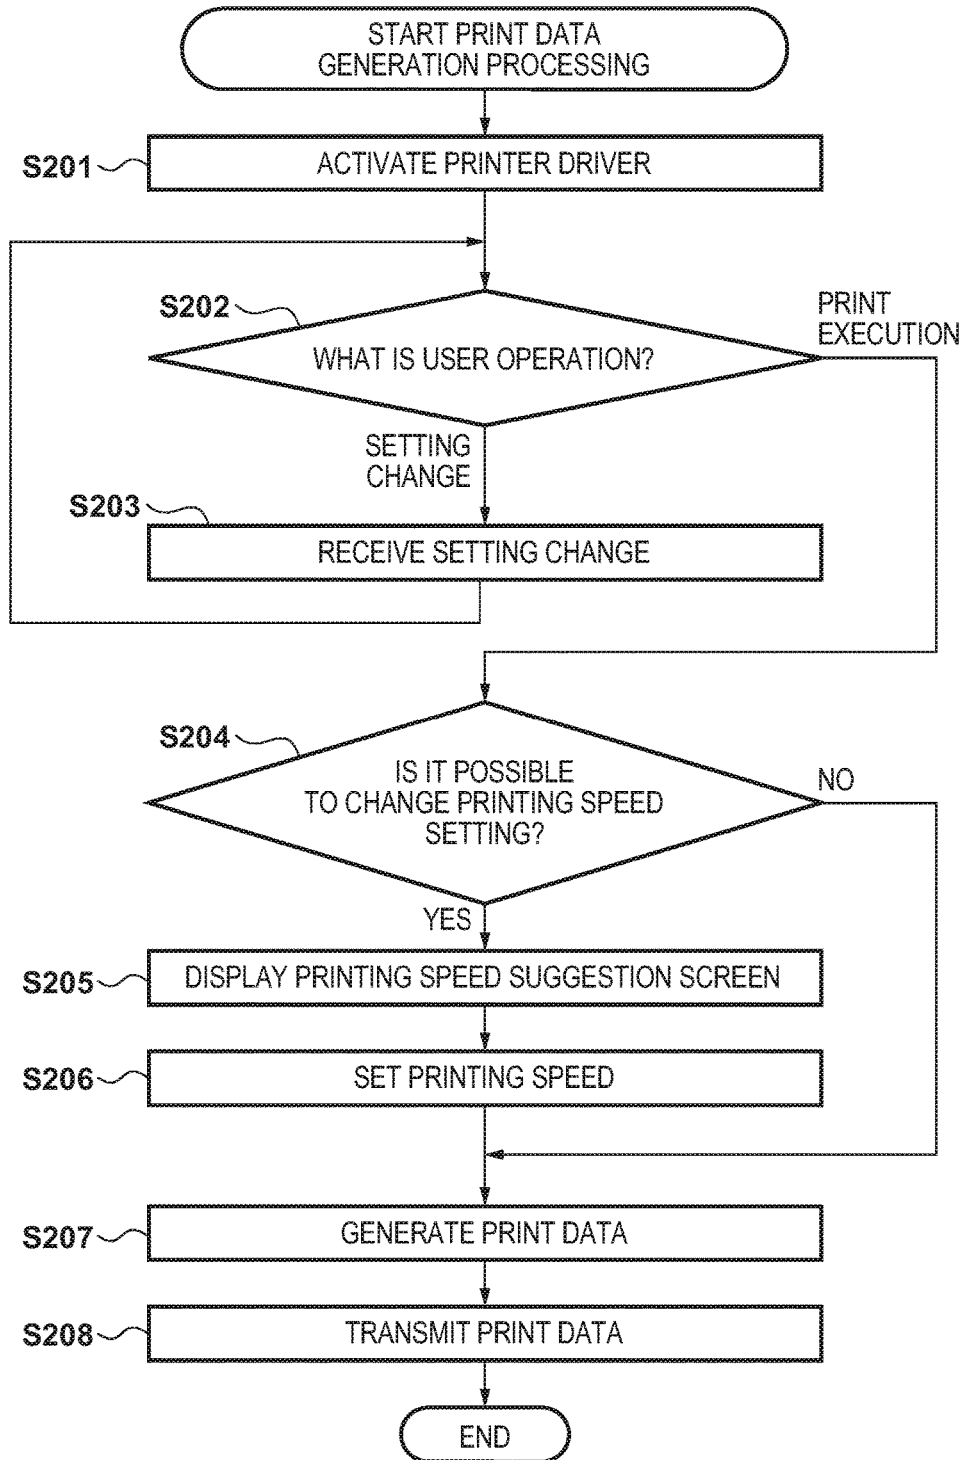 START PRINT DATA
GENERATION PROCESSING
S201
ACTIVATE PRINTER DRIVER
S202
WHAT IS USER OPERATION?
PRINT
EXECUTION
SETTING
CHANGE
S203
RECEIVE SETTING CHANGE
S204
IS IT POSSIBLE
TO CHANGE PRINTING SPEED
SETTING?
NO
YES
S205
DISPLAY PRINTING SPEED SUGGESTION SCREEN
S206
SET PRINTING SPEED
S207
GENERATE PRINT DATA
S208
TRANSMIT PRINT DATA
END